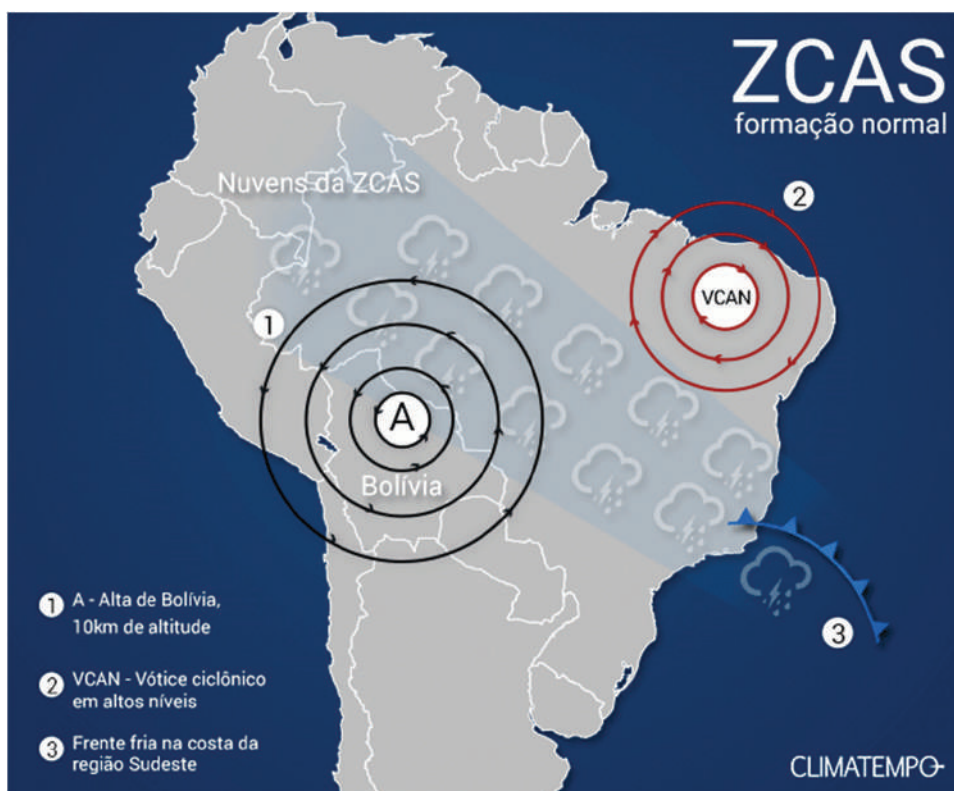 ZCAS
formação normal
Nuvens da ZCAS
2
VCAN
1
A
Bolívia
3
1 A - Alta de Bolívia,
10km de altitude
2 VCAN - Vótice ciclônico
em altos níveis
3 Frente fria na costa da
região Sudeste
CLIMATEMPO